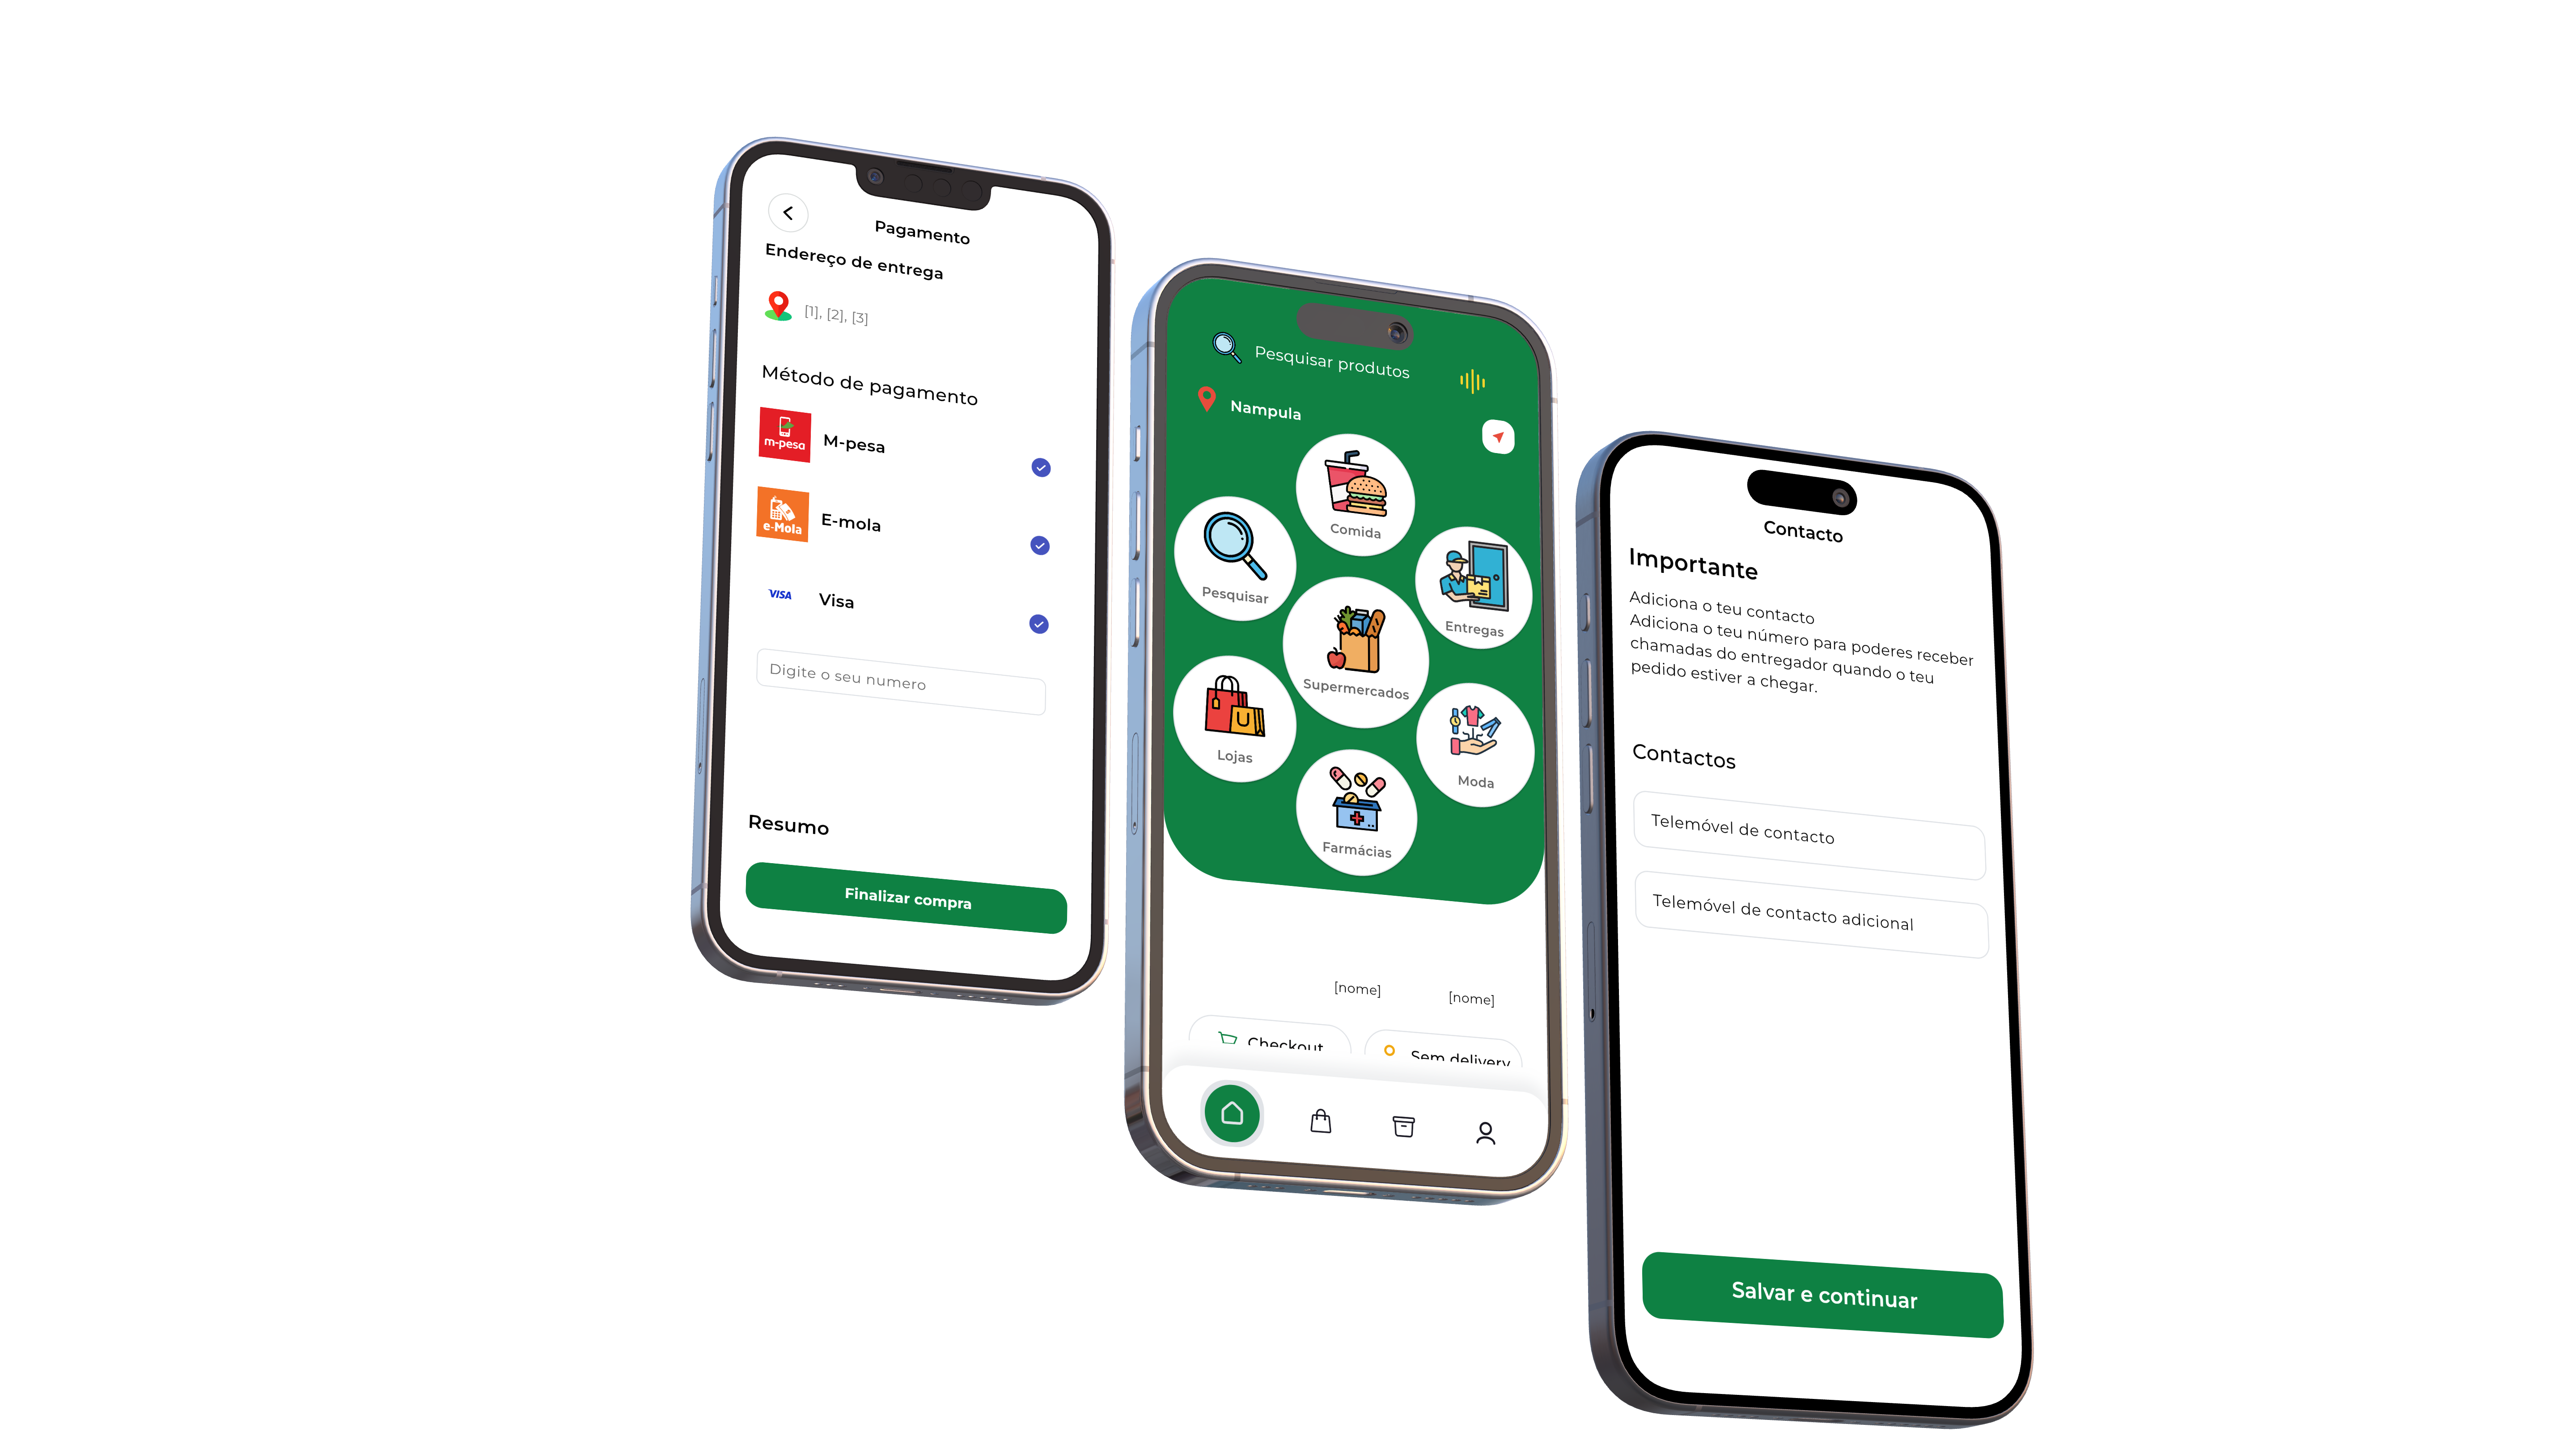 Pagamento
Endereço de entrega
[1], [2], [3]
Método de pagamento
m-pesa
M-pesa
e-Mola
E-mola
VISA
Visa
Digite o seu numero
Resumo
Finalizar compra
Pesquisar produtos
Nampula
Comida
Pesquisar
Entregas
Supermercados
Lojas
Moda
Farmácias
[nome]
[nome]
Checkout
Sem delivery
Contacto
Importante
Adiciona o teu contacto
Adiciona o teu número para poderes receber
chamadas do entregador quando o teu
pedido estiver a chegar.
Contactos
Telemóvel de contacto
Telemóvel de contacto adicional
Salvar e continuar